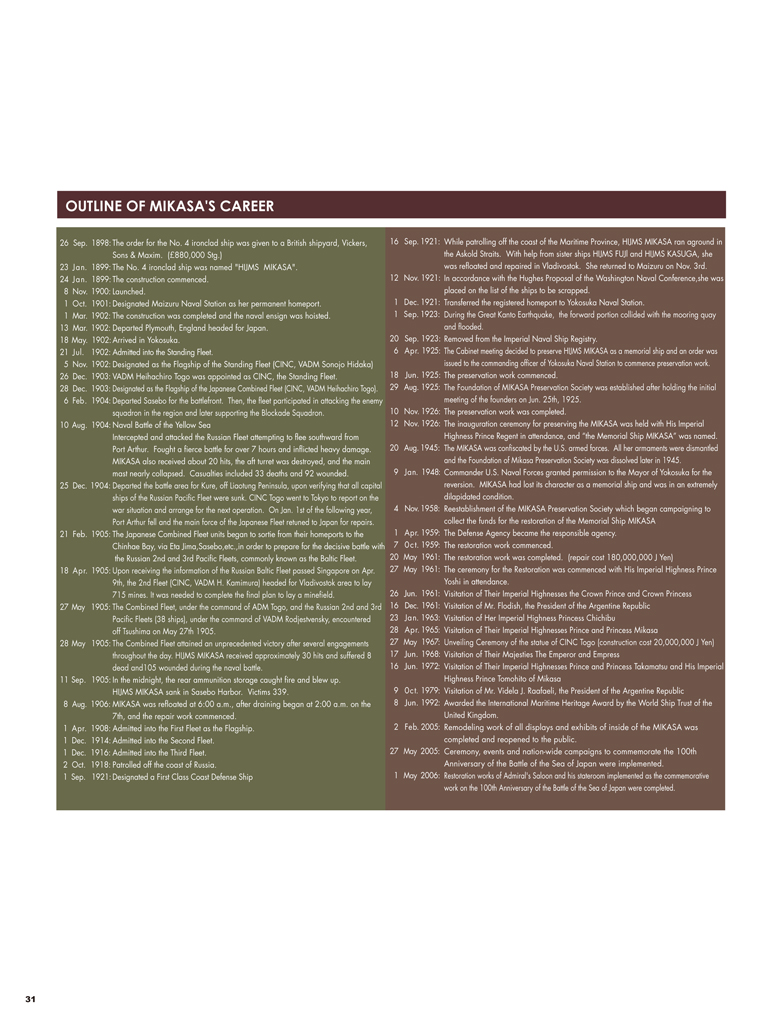 OUTLINE OF MIKASA'S CAREER
26 Sep. 1898: The order for the No. 4 ironclad ship was given to a British shipyard, Vickers,
Sons & Maxim. (£880,000 Stg.)
23 Jan. 1899: The No. 4 ironclad ship was named "HIJMS MIKASA".
24 Jan. 1899: The construction commenced.
8 Nov. 1900: Launched.
1 Oct. 1901: Designated Maizuru Naval Station as her permanent homeport.
1 Mar. 1902: The construction was completed and the naval ensign was hoisted.
13 Mar. 1902: Departed Plymouth, England headed for Japan.
18 May. 1902: Arrived in Yokosuka.
21 Jul. 1902: Admitted into the Standing Fleet.
5 Nov. 1902: Designated as the Flagship of the Standing Fleet (CINC, VADM Sonojo Hidaka)
26 Dec. 1903: VADM Heihachiro Togo was appointed as CINC, the Standing Fleet.
28 Dec. 1903: Designated as the Flagship of the Japanese Combined Fleet (CINC, VADM Heihachiro Togo).
6 Feb. 1904: Departed Sasebo for the battlefront. Then, the fleet participated in attacking the enemy
squadron in the region and later supporting the Blockade Squadron.
10 Aug. 1904: Naval Battle of the Yellow Sea
Intercepted and attacked the Russian Fleet attempting to flee southward from
Port Arthur. Fought a fierce battle for over 7 hours and inflicted heavy damage.
MIKASA also received about 20 hits, the aft turret was destroyed, and the main
mast nearly collapsed. Casualties included 33 deaths and 92 wounded.
25 Dec. 1904: Departed the battle area for Kure, off Liaotung Peninsula, upon verifying that all capital
ships of the Russian Pacific Fleet were sunk. CINC Togo went to Tokyo to report on the
war situation and arrange for the next operation. On Jan. 1st of the following year,
Port Arthur fell and the main force of the Japanese Fleet retuned to Japan for repairs.
21 Feb. 1905: The Japanese Combined Fleet units began to sortie from their homeports to the
Chinhae Bay, via Eta Jima,Sasebo,etc.,in order to prepare for the decisive battle with
the Russian 2nd and 3rd Pacific Fleets, commonly known as the Baltic Fleet.
18 Apr. 1905: Upon receiving the information of the Russian Baltic Fleet passed Singapore on Apr.
9th, the 2nd Fleet (CINC, VADM H. Kamimura) headed for Vladivostok area to lay
715 mines. It was needed to complete the final plan to lay a minefield.
27 May 1905: The Combined Fleet, under the command of ADM Togo, and the Russian 2nd and 3rd
Pacific Fleets (38 ships), under the command of VADM Rodjestvensky, encountered
off Tsushima on May 27th 1905.
28 May 1905: The Combined Fleet attained an unprecedented victory after several engagements
throughout the day. HIJMS MIKASA received approximately 30 hits and suffered 8
dead and105 wounded during the naval battle.
11 Sep. 1905: In the midnight, the rear ammunition storage caught fire and blew up.
HIJMS MIKASA sank in Sasebo Harbor. Victims 339.
8 Aug. 1906: MIKASA was refloated at 6:00 a.m., after draining began at 2:00 a.m. on the
7th, and the repair work commenced.
1 Apr. 1908: Admitted into the First Fleet as the Flagship.
1 Dec. 1914: Admitted into the Second Fleet.
1 Dec. 1916: Admitted into the Third Fleet.
2 Oct. 1918: Patrolled off the coast of Russia.
1 Sep. 1921: Designated a First Class Coast Defense Ship
16 Sep. 1921: While patrolling off the coast of the Maritime Province, HIJMS MIKASA ran aground in
the Askold Straits. With help from sister ships HIJMS FUJI and HIJMS KASUGA, she
was refloated and repaired in Vladivostok. She returned to Maizuru on Nov. 3rd.
12 Nov. 1921: In accordance with the Hughes Proposal of the Washington Naval Conference,she was
placed on the list of the ships to be scrapped.
1 Dec. 1921: Transferred the registered homeport to Yokosuka Naval Station.
1 Sep. 1923: During the Great Kanto Earthquake, the forward portion collided with the mooring quay
and flooded.
20 Sep. 1923: Removed from the Imperial Naval Ship Registry.
6 Apr. 1925: The Cabinet meeting decided to preserve HIJMS MIKASA as a memorial ship and an order was
issued to the commanding officer of Yokosuka Naval Station to commence preservation work.
18 Jun. 1925: The preservation work commenced.
29 Aug. 1925: The Foundation of MIKASA Preservation Society was established after holding the initial
meeting of the founders on Jun. 25th, 1925.
10 Nov. 1926: The preservation work was completed.
12 Nov. 1926: The inauguration ceremony for preserving the MIKASA was held with His Imperial
Highness Prince Regent in attendance, and "the Memorial Ship MIKASA" was named.
20 Aug. 1945: The MIKASA was confiscated by the U.S. armed forces. All her armaments were dismantled
and the Foundation of Mikasa Preservation Society was dissolved later in 1945.
9 Jan. 1948: Commander U.S. Naval Forces granted permission to the Mayor of Yokosuka for the
reversion. MIKASA had lost its character as a memorial ship and was in an extremely
dilapidated condition.
4 Nov. 1958: Reestablishment of the MIKASA Preservation Society which began campaigning to
collect the funds for the restoration of the Memorial Ship MIKASA
1 Apr. 1959: The Defense Agency became the responsible agency.
7 Oct. 1959: The restoration work commenced.
20 May 1961: The restoration work was completed. (repair cost 180,000,000 J Yen)
27 May 1961: The ceremony for the Restoration was commenced with His Imperial Highness Prince
Yoshi in attendance.
26 Jun. 1961: Visitation of Their Imperial Highnesses the Crown Prince and Crown Princess
16 Dec. 1961: Visitation of Mr. Flodish, the President of the Argentine Republic
23 Jan. 1963: Visitation of Her Imperial Highness Princess Chichibu
28 Apr. 1965: Visitation of Their Imperial Highnesses Prince and Princess Mikasa
27 May 1967: Unveiling Ceremony of the statue of CINC Togo (construction cost 20,000,000 J Yen)
17 Jun. 1968: Visitation of Their Majesties The Emperor and Empress
16 Jun. 1972: Visitation of Their Imperial Highnesses Prince and Princess Takamatsu and His Imperial
Highness Prince Tomohito of Mikasa
9 Oct. 1979: Visitation of Mr. Videla J. Raafaeli, the President of the Argentine Republic
8 Jun. 1992: Awarded the International Maritime Heritage Award by the World Ship Trust of the
United Kingdom.
2 Feb. 2005: Remodeling work of all displays and exhibits of inside of the MIKASA was
completed and reopened to the public.
27 May 2005: Ceremony, events and nation-wide campaigns to commemorate the 100th
Anniversary of the Battle of the Sea of Japan were implemented.
1 May 2006: Restoration works of Admiral's Saloon and his stateroom implemented as the commemorative
work on the 100th Anniversary of the Battle of the Sea of Japan were completed.
31